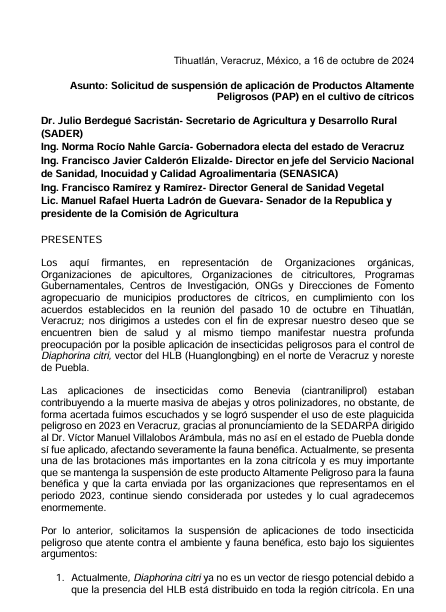 Tihuatlán, Veracruz, México, a 16 de octubre de 2024
Asunto: Solicitud de suspensión de aplicación de Productos Altamente
Peligrosos (PAP) en el cultivo de cítricos
Dr. Julio Berdegué Sacristán- Secretario de Agricultura y Desarrollo Rural
(SADER)
Ing. Norma Rocío Nahle García- Gobernadora electa del estado de Veracruz
Ing. Francisco Javier Calderón Elizalde- Director en jefe del Servicio Nacional
de Sanidad, Inocuidad y Calidad Agroalimentaria (SENASICA)
Ing. Francisco Ramírez y Ramírez- Director General de Sanidad Vegetal
Lic. Manuel Rafael Huerta Ladrón de Guevara- Senador de la Republica y
presidente de la Comisión de Agricultura
PRESENTES
Los aquí firmantes, en representación de Organizaciones orgánicas,
Organizaciones de apicultores, Organizaciones de citricultores, Programas
Gubernamentales, Centros de Investigación, ONGs y Direcciones de Fomento
agropecuario de municipios productores de cítricos, en cumplimiento con los
acuerdos establecidos en la reunión del pasado 10 de octubre en Tihuatlán,
Veracruz; nos dirigimos a ustedes con el fin de expresar nuestro deseo que se
encuentren bien de salud y al mismo tiempo manifestar nuestra profunda
preocupación por la posible aplicación de insecticidas peligrosos para el control de
Diaphorina citri, vector del HLB (Huanglongbing) en el norte de Veracruz y noreste
de Puebla.
Las aplicaciones de insecticidas como Benevia (ciantraniliprol) estaban
contribuyendo a la muerte masiva de abejas y otros polinizadores, no obstante, de
forma acertada fuimos escuchados y se logró suspender el uso de este plaguicida
peligroso en 2023 en Veracruz, gracias al pronunciamiento de la SEDARPA dirigido
al Dr. Víctor Manuel Villalobos Arámbula, más no así en el estado de Puebla donde
sí fue aplicado, afectando severamente la fauna benéfica. Actualmente, se presenta
una de las brotaciones más importantes en la zona citrícola y es muy importante
que se mantenga la suspensión de este producto Altamente Peligroso para la fauna
benéfica y que la carta enviada por las organizaciones que representamos en el
periodo 2023, continue siendo considerada por ustedes y lo cual agradecemos
enormemente.
Por lo anterior, solicitamos la suspensión de aplicaciones de todo insecticida
peligroso que atente contra el ambiente y fauna benéfica, esto bajo los siguientes
argumentos:
1. Actualmente, Diaphorina citri ya no es un vector de riesgo potencial debido a
que la presencia del HLB está distribuido en toda la región citrícola. En una